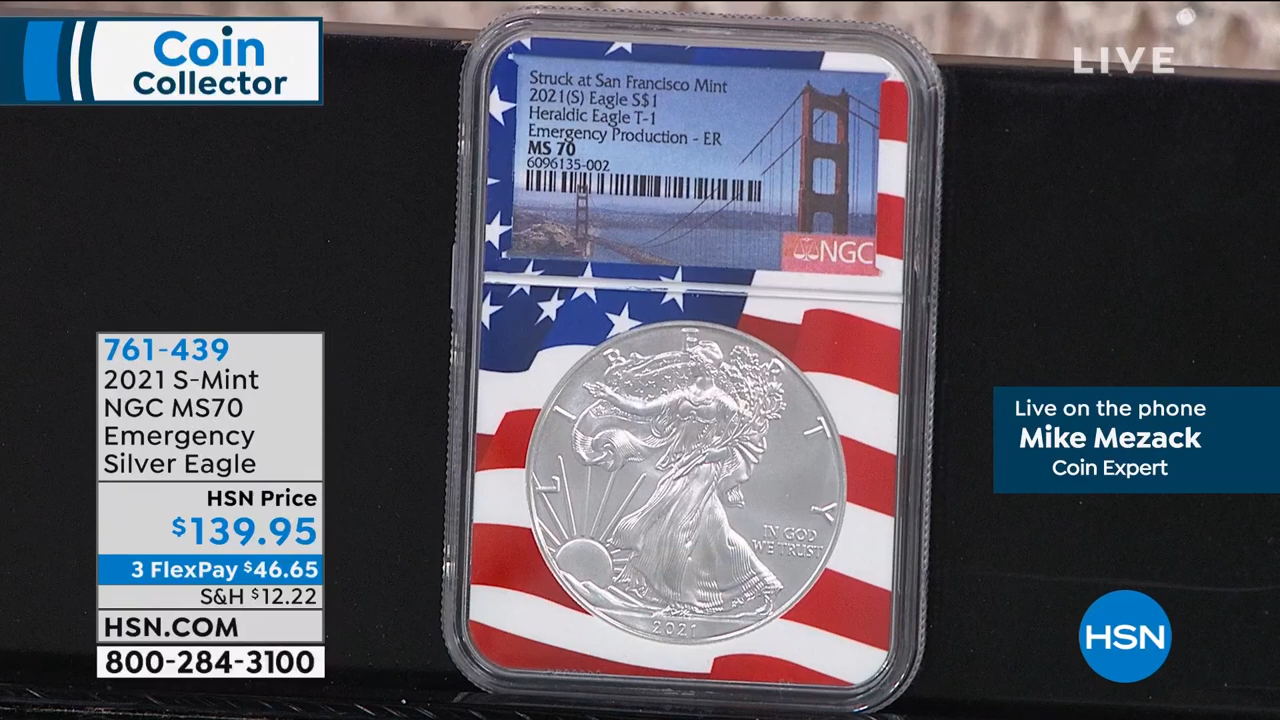 Coin
Collector
LIVE
Struck at San Francisco Mint
2021(S) Eagle S$1
Heraldic Eagle T-1
Emergency Production - ER
MS 70
6096135-002
NGC
LIBERTY
IN GOD
WE TRUST
2021
761-439
2021 S-Mint
NGC MS70
Emergency
Silver Eagle
HSN Price
$139.95
3 FlexPay $46.65
S&H $12.22
HSN.COM
800-284-3100
Live on the phone
Mike Mezack
Coin Expert
HSN